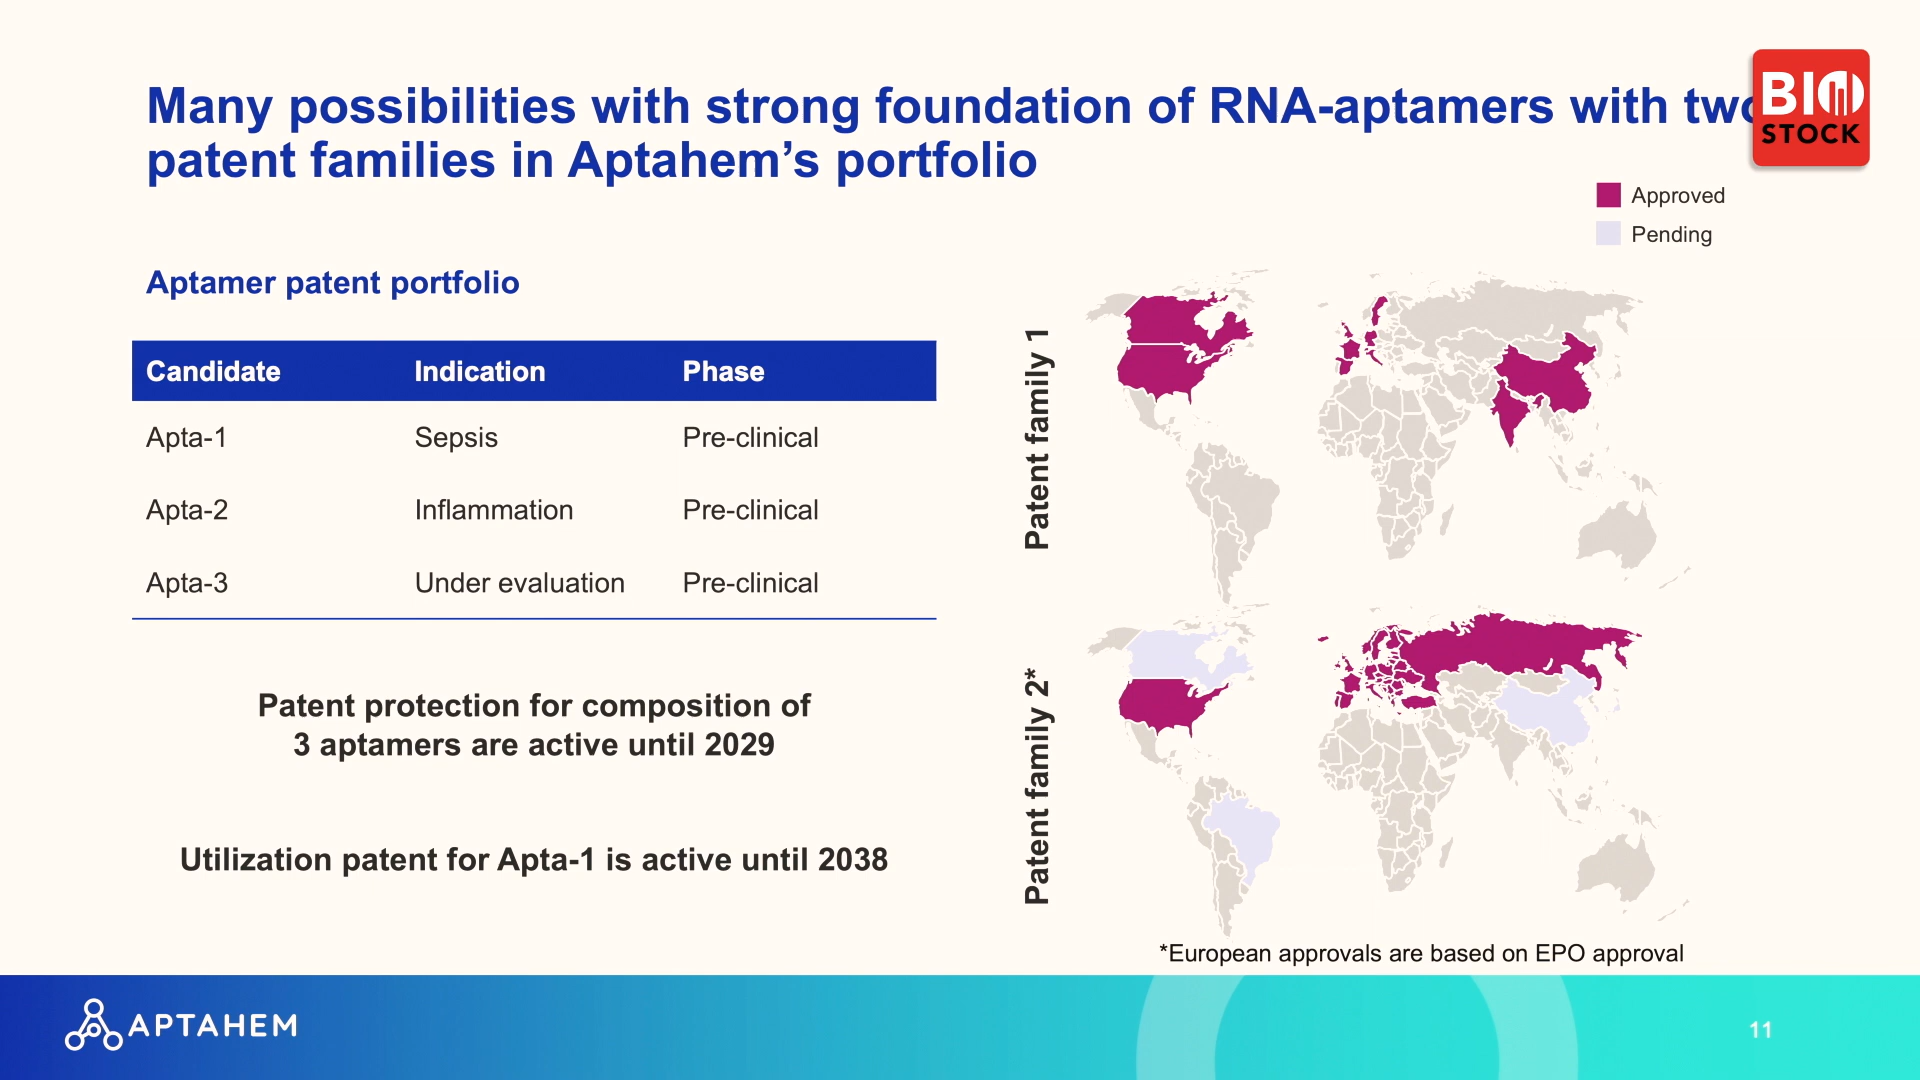 Many possibilities with strong foundation of RNA-aptamers with two
patent families in Aptahem’s portfolio
BIO
STOCK
Approved
Pending
Aptamer patent portfolio
Candidate Indication Phase
Apta-1 Sepsis Pre-clinical
Apta-2 Inflammation Pre-clinical
Apta-3 Under evaluation Pre-clinical
Patent protection for composition of
3 aptamers are active until 2029
Utilization patent for Apta-1 is active until 2038
Patent family 1
Patent family 2*
*European approvals are based on EPO approval
APTAHEM
11